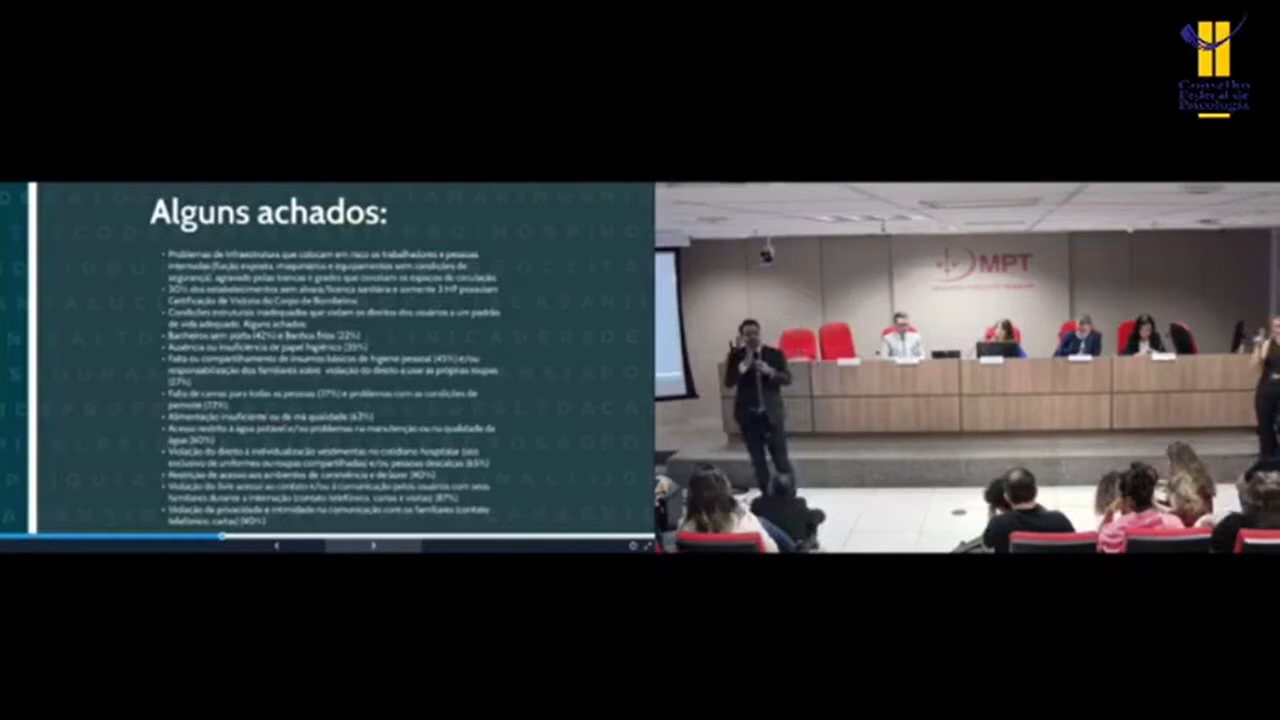 Conselho
Federal de
Psicologia
Alguns achados:
• Problemas de infraestrutura que colocam em risco os trabalhadores e pessoas
internadas (fiação exposta, maquinários e equipamentos sem condições de
segurança), agravado pelas trancas e grades que constam os espaços de circulação
• 30% dos estabelecimentos sem alvará/licença sanitária e somente 3 HP possuíam
Certificação de Vistoria do Corpo de Bombeiros
• Condições estruturais inadequados que violam os direitos dos usuários a um padrão
de vida adequado. Alguns achados:
• Banheiros sem porta (42%) e Banhos frios (22%)
• Ausência ou insuficiência de papel higiênico (35%)
• Falta ou compartilhamento de insumos básicos de higiene pessoal (45%) e/ou
responsabilização dos familiares sobre violação do direito a usar as próprias roupas
• Falta de camas para todas as pessoas (17%) e problemas com as condições de
pernoite (72%)
• Alimentação insuficiente ou de má qualidade (63%)
• Acesso restrito à água potável e/ou problemas na manutenção ou na qualidade da
água (60%)
• Violação do direito à individualização vestimentas no cotidiano hospitalar (uso
exclusivo de uniformes ou roupas compartilhadas) e/ou pessoas descalças (65%)
• Restrição de acesso aos ambientes de convivência e de lazer (40%)
• Violação do livre acesso ao contato e/ou à comunicação pelos usuários com seus
familiares durante a internação (contato telefônico, cartas e visitas) (87%)
• Violação da privacidade e intimidade na comunicação com os familiares (contato
telefônico, cartas) (90%)
MPT